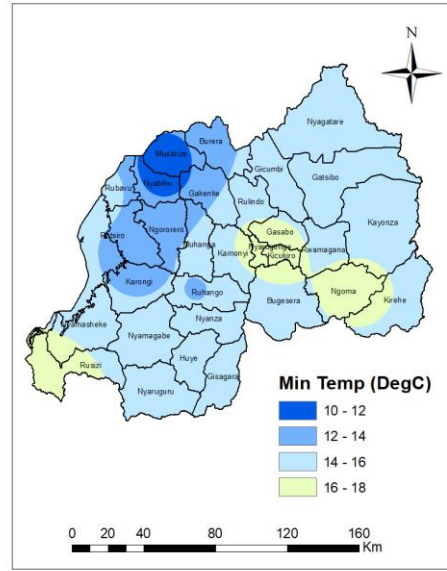 N
Nyagatare
Burera
Musanze
Gicumbi
Gatsibo
Nyabihu
Rubavu
Gakenke
Rulindo
Kayonza
Gasabo
Rutsiro
Ngororero
Muhanga
Nyarugenge
Rwamagana
Kamonyi
Kicukiro
Karongi
Ngoma
Ruhango
Kirehe
Bugesera
Nyamasheke
Nyanza
Nyamagabe
Huye
Rusizi
Gisagara
Nyaruguru
Min Temp (DegC)
10 - 12
12 - 14
14 - 16
16 - 18
0 20 40 80 120 160
Km